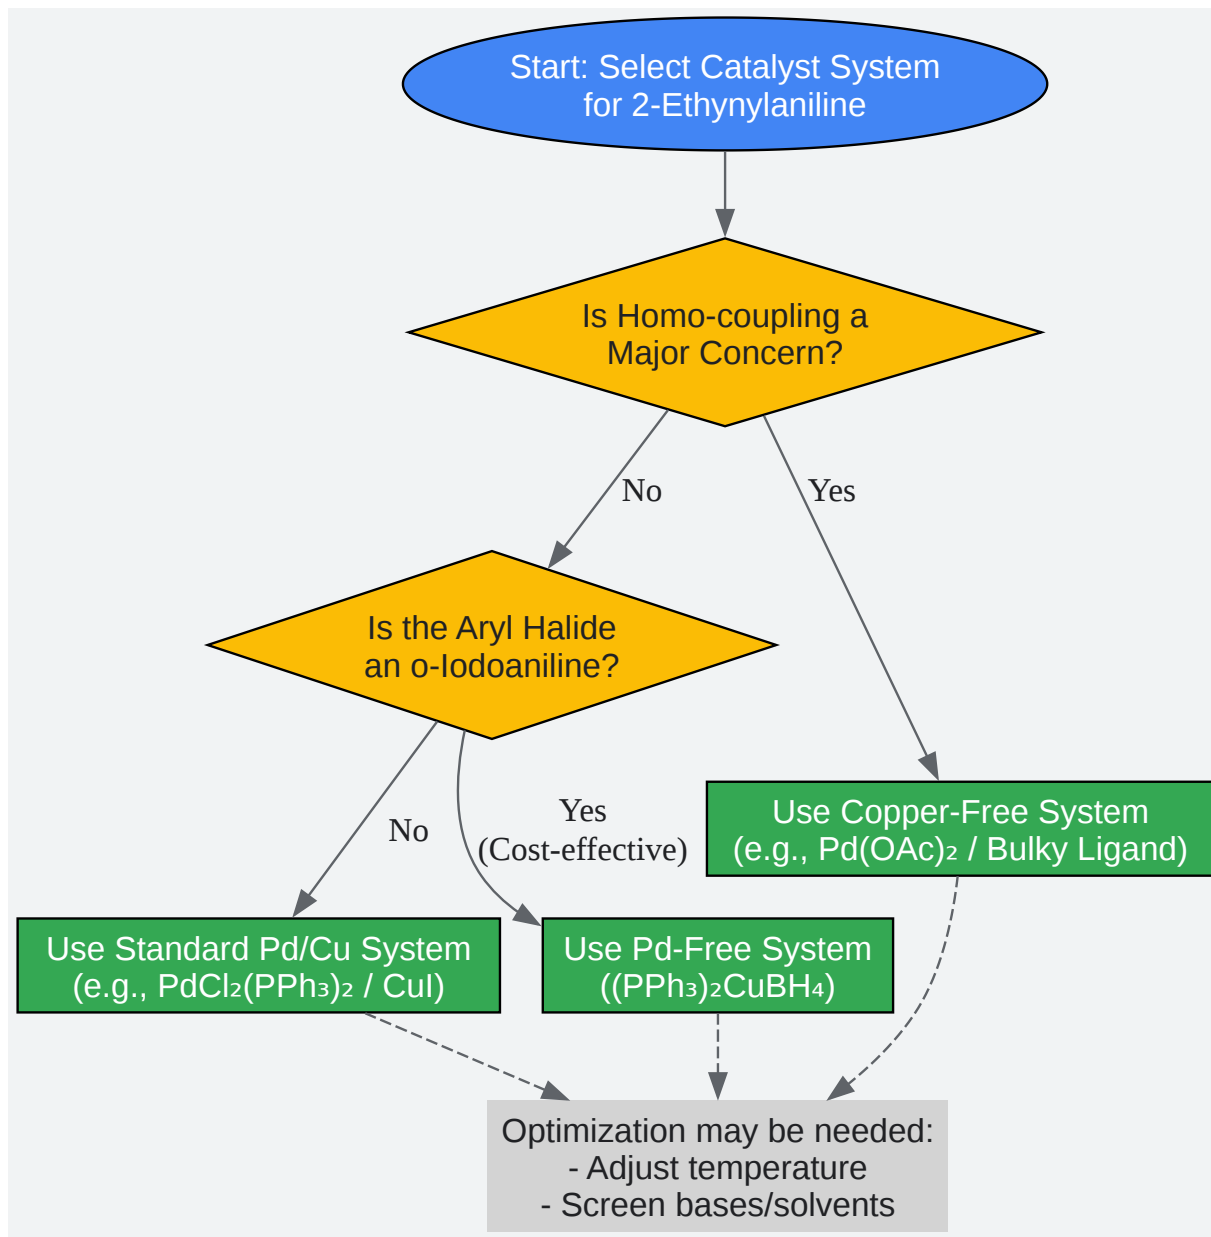 Start: Select Catalyst System
for 2-Ethynylaniline
Is Homo-coupling a
Major Concern?
No
Yes
Is the Aryl Halide
an o-Iodoaniline?
No
Yes
(Cost-effective)
Use Copper-Free System
(e.g., Pd(OAc)₂ / Bulky Ligand)
Use Standard Pd/Cu System
(e.g., PdCl₂(PPh₃)₂ / CuI)
Use Pd-Free System
((PPh₃)₂CuBH₄)
Optimization may be needed:
- Adjust temperature
- Screen bases/solvents